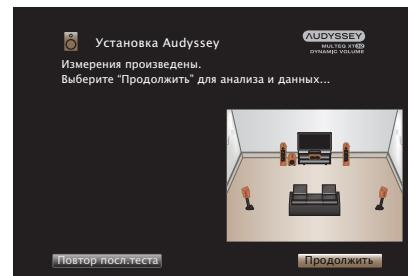 Установка Audyssey
AUDYSSEY
MULTEQ XT32
DYNAMIC VOLUME
Измерения произведены.
Выберите “Продолжить” для анализа и данных...
Повтор посл.теста
Продолжить